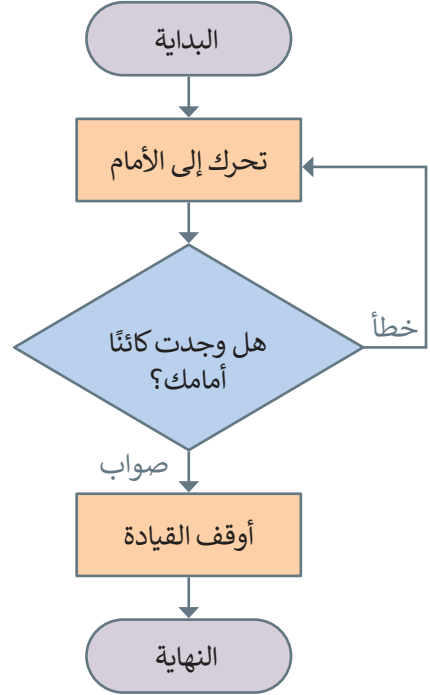 البداية
تحرك إلى الأمام
هل وجدت كائنًا
أمامك؟
خطأ
صواب
أوقف القيادة
النهاية